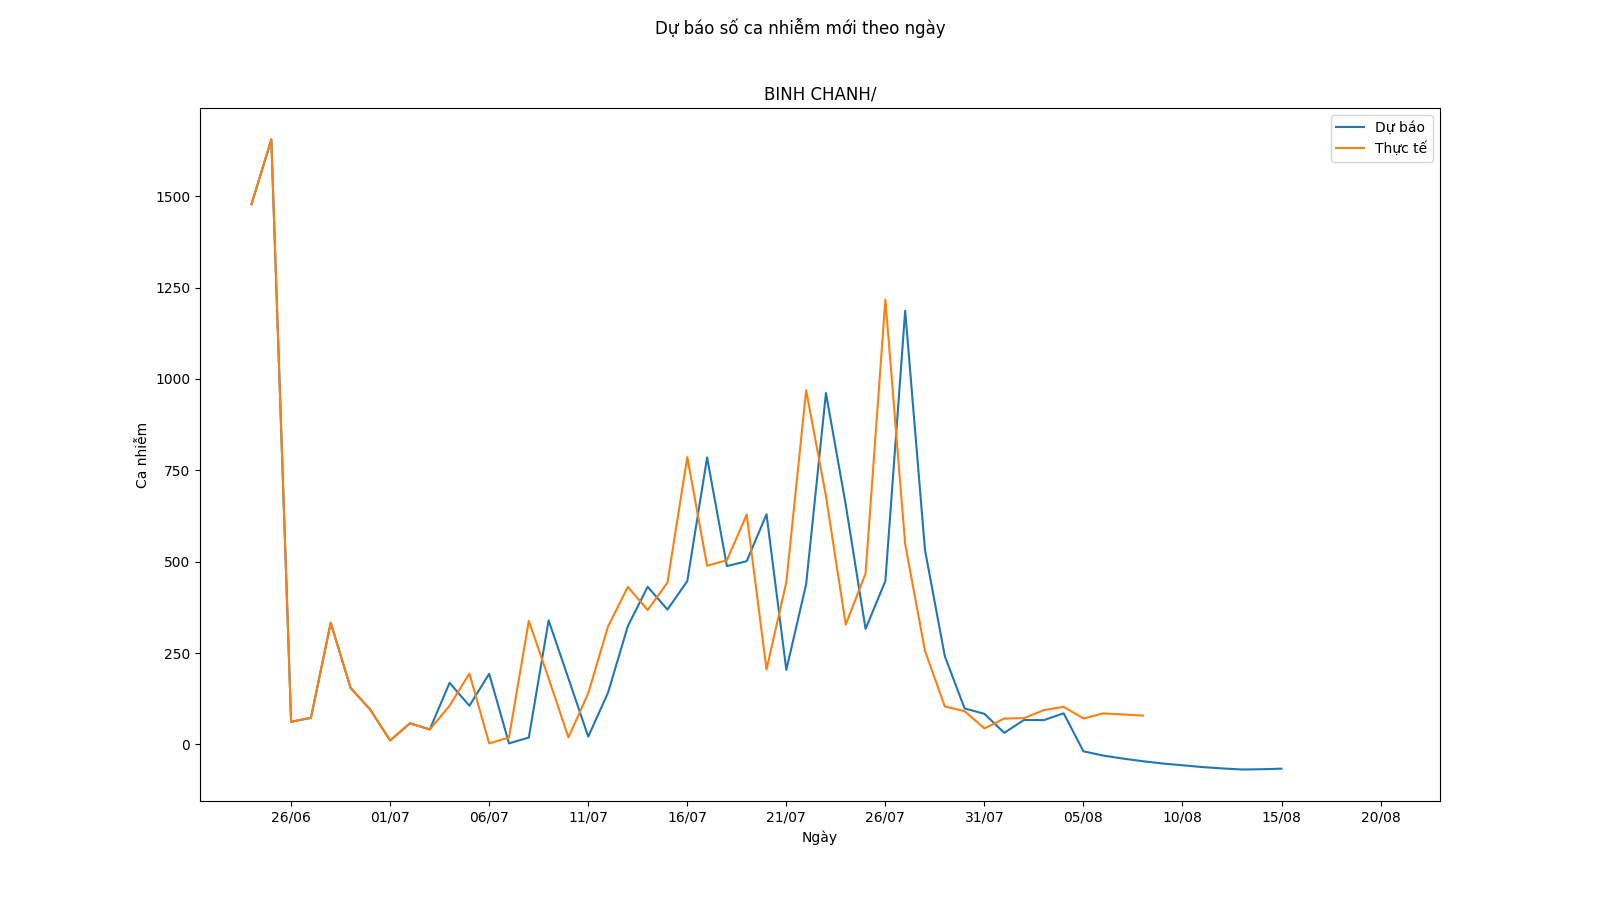 Dự báo số ca nhiễm mới theo ngày
BINH CHANH/
Dự báo
Thực tế
1500
1250
1000
750
500
250
0
Ca nhiễm
26/06 01/07 06/07 11/07 16/07 21/07 26/07 31/07 05/08 10/08 15/08 20/08
Ngày